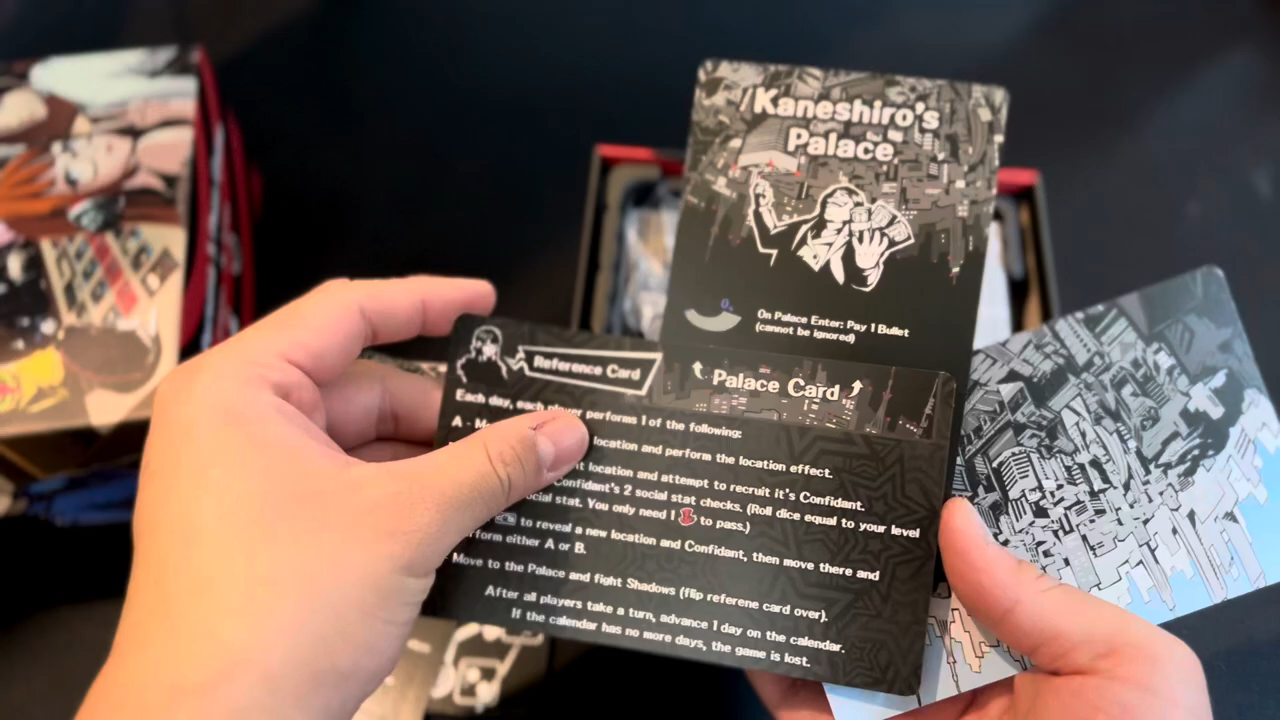 Kaneshiro's
Palace
On Palace Enter: Pay 1 Bullet
(cannot be ignored)
Reference Card
Palace Card
Each day, each player performs 1 of the following:
A -
location and perform the location effect.
location and attempt to recruit it's Confidant.
Confidant's 2 social stat checks. (Roll dice equal to your level
social stat. You only need 1 to pass.)
to reveal a new location and Confidant, then move there and
perform either A or B.
Move to the Palace and fight Shadows (flip referene card over).
After all players take a turn, advance 1 day on the calendar.
If the calendar has no more days, the game is lost.